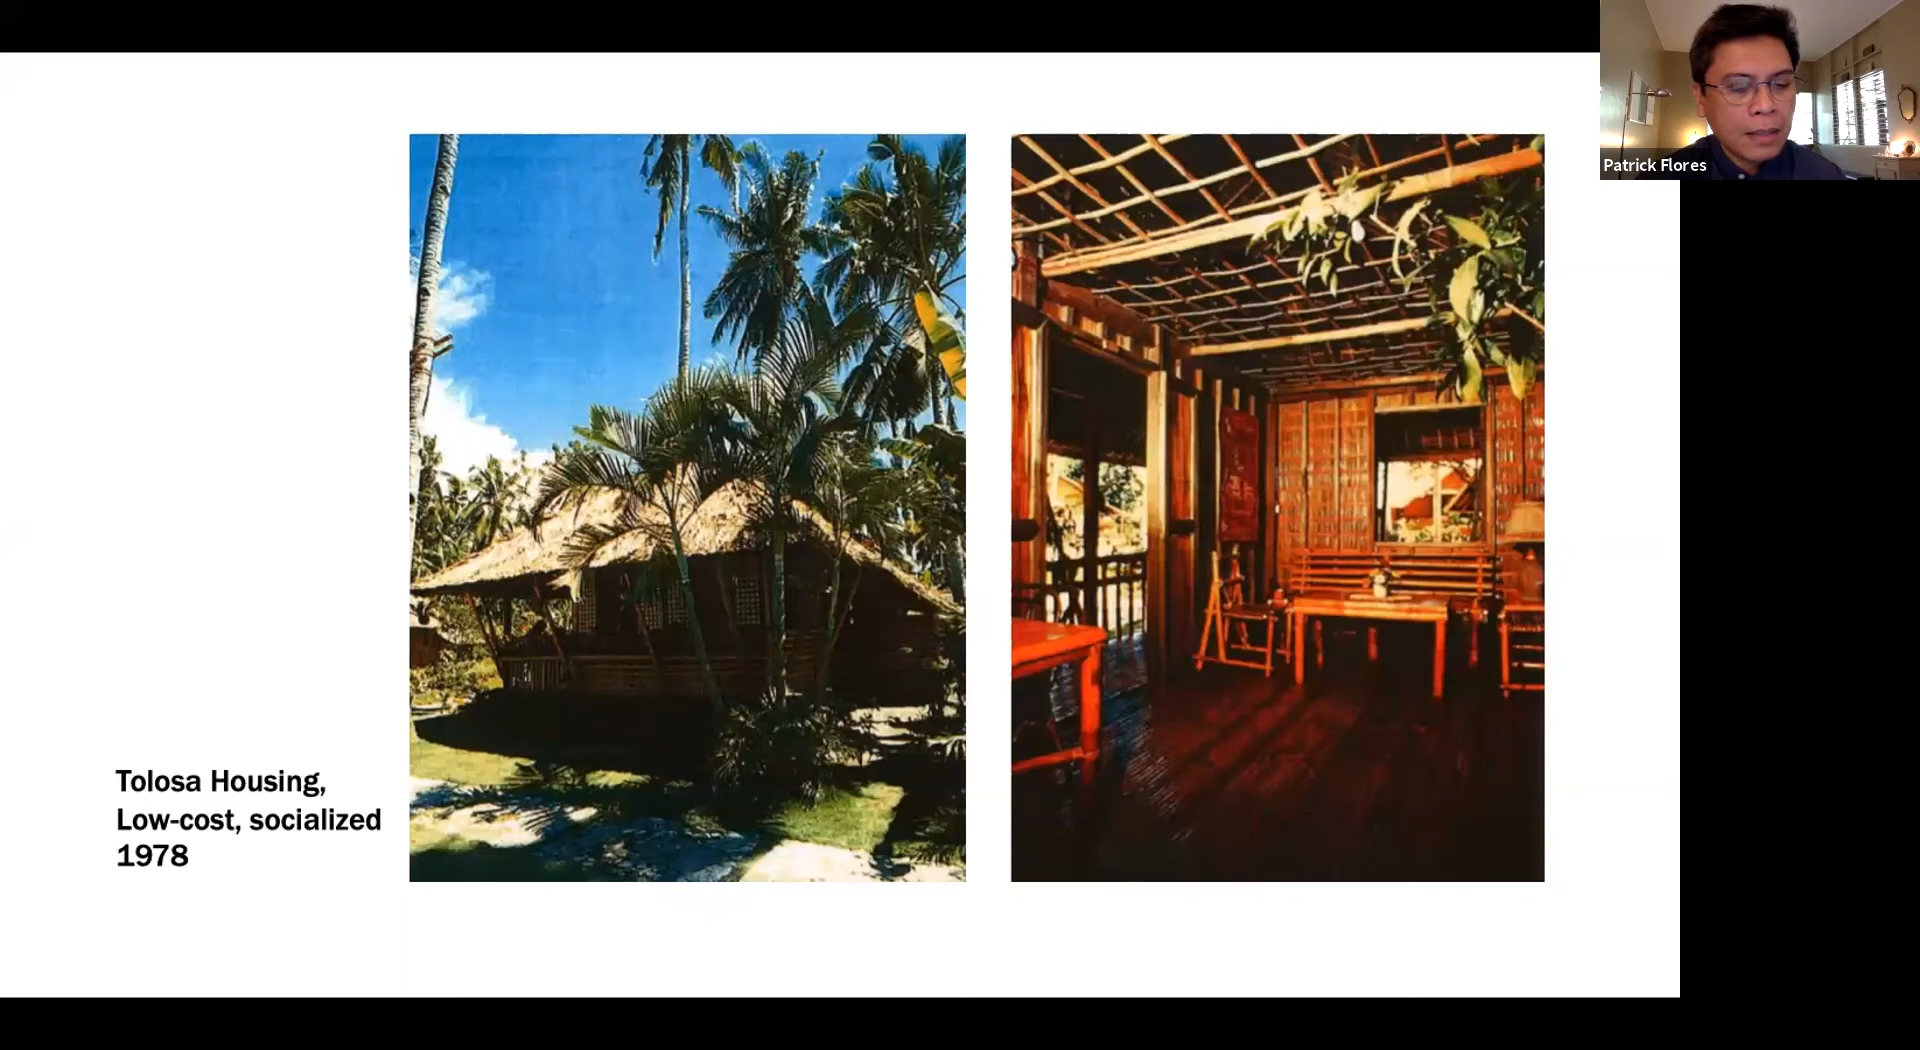 Patrick Flores
Tolosa Housing,
Low-cost, socialized
1978